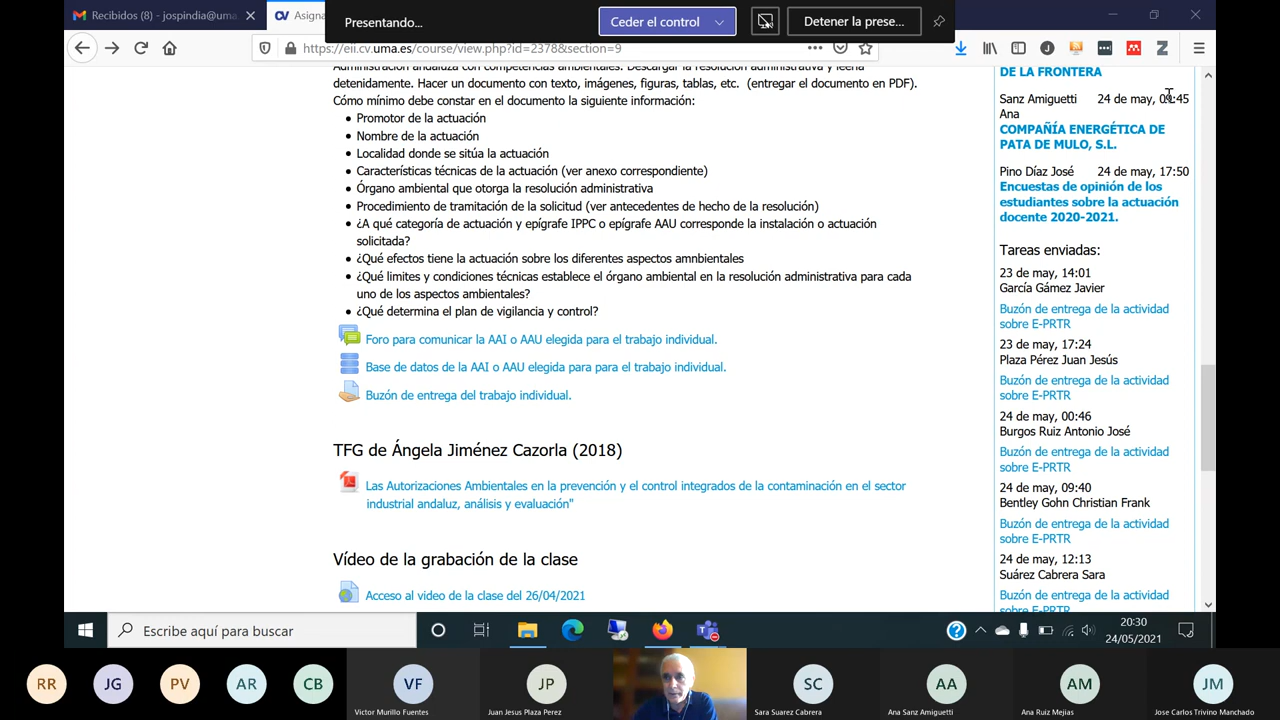 Recibidos (8) - jospindia@uma
Asigna
Presentando...
Ceder el control
Detener la prese...
https://eii.cv.uma.es/course/view.php?id=2378&section=9
Administración andaluza con competencias ambientales. Descargar la resolución administrativa y leerla
detenidamente. Hacer un documento con texto, imágenes, figuras, tablas, etc. (entregar el documento en PDF).
Cómo mínimo debe constar en el documento la siguiente información:
Promotor de la actuación
Nombre de la actuación
Localidad donde se sitúa la actuación
Características técnicas de la actuación (ver anexo correspondiente)
Órgano ambiental que otorga la resolución administrativa
Procedimiento de tramitación de la solicitud (ver antecedentes de hecho de la resolución)
¿A qué categoría de actuación y epígrafe IPPC o epígrafe AAU corresponde la instalación o actuación
solicitada?
¿Qué efectos tiene la actuación sobre los diferentes aspectos amnbientales
¿Qué limites y condiciones técnicas establece el órgano ambiental en la resolución administrativa para cada
uno de los aspectos ambientales?
¿Qué determina el plan de vigilancia y control?
Foro para comunicar la AAI o AAU elegida para el trabajo individual.
Base de datos de la AAI o AAU elegida para para el trabajo individual.
Buzón de entrega del trabajo individual.
TFG de Ángela Jiménez Cazorla (2018)
Las Autorizaciones Ambientales en la prevención y el control integrados de la contaminación en el sector
industrial andaluz, análisis y evaluación"
Vídeo de la grabación de la clase
Acceso al video de la clase del 26/04/2021
DE LA FRONTERA
Sanz Amiguetti 24 de may,
Ana
COMPAÑÍA ENERGÉTICA DE
PATA DE MULO, S.L.
Pino Díaz José 24 de may, 17:50
Encuestas de opinión de los
estudiantes sobre la actuación
docente 2020-2021.
Tareas enviadas:
23 de may, 14:01
García Gámez Javier
Buzón de entrega de la actividad
sobre E-PRTR
23 de may, 17:24
Plaza Pérez Juan Jesús
Buzón de entrega de la actividad
sobre E-PRTR
24 de may, 00:46
Burgos Ruiz Antonio José
Buzón de entrega de la actividad
sobre E-PRTR
24 de may, 09:40
Bentley Gohn Christian Frank
Buzón de entrega de la actividad
sobre E-PRTR
24 de may, 12:13
Suárez Cabrera Sara
Buzón de entrega de la actividad
sobre E-PRTR
Escribe aquí para buscar
20:30
24/05/2021
RR
JG
PV
AR
CB
VF
JP
SC
AA
AM
JM
Victor Murillo Fuentes
Juan Jesus Plaza Perez
Sara Suarez Cabrera
Ana Sanz Amiguetti
Ana Ruiz Mejias
Jose Carlos Trivino Manchado